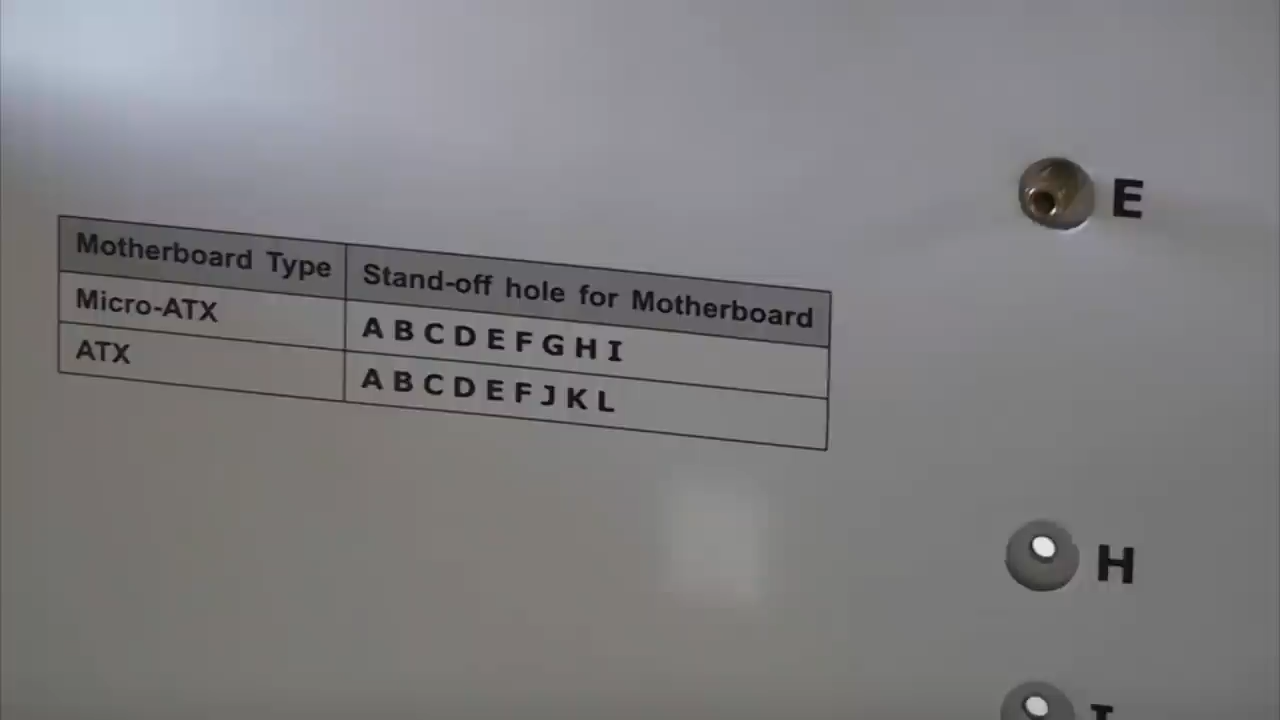 E
Motherboard Type Stand-off hole for Motherboard
Micro-ATX A B C D E F G H I
ATX A B C D E F J K L
H